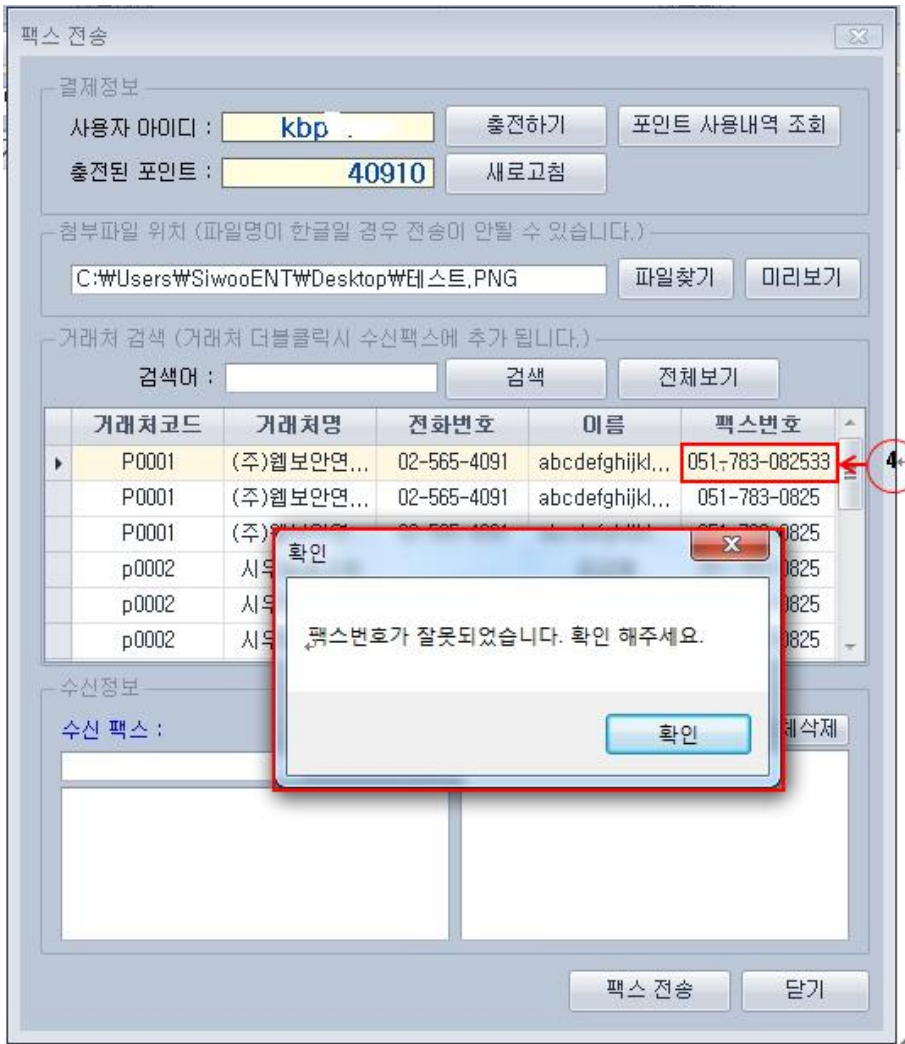 팩스 전송
결제정보
사용자 아이디 : kbp 충전하기 포인트 사용내역 조회
충전된 포인트 : 40910 새로고침
첨부파일 위치 (파일명이 한글일 경우 전송이 안될 수 있습니다.)
C:₩Users₩SiwooENT₩Desktop₩테스트.PNG 파일찾기 미리보기
거래처 검색 (거래처 더블클릭시 수신팩스에 추가 됩니다.)
검색어 : 검색 전체보기
거래처코드 거래처명 전화번호 이름 팩스번호
P0001 (주)웹보안연... 02-565-4091 abcdefghijkl... 051-783-082533 4
P0001 (주)웹보안연... 02-565-4091 abcdefghijkl... 051-783-0825
P0001 (주) 0825
p0002 시우 0825
p0002 시우 0825
p0002 시우 0825
확인
팩스번호가 잘못되었습니다. 확인 해주세요.
확인
수신정보
수신 팩스 : 체삭제
팩스 전송 닫기